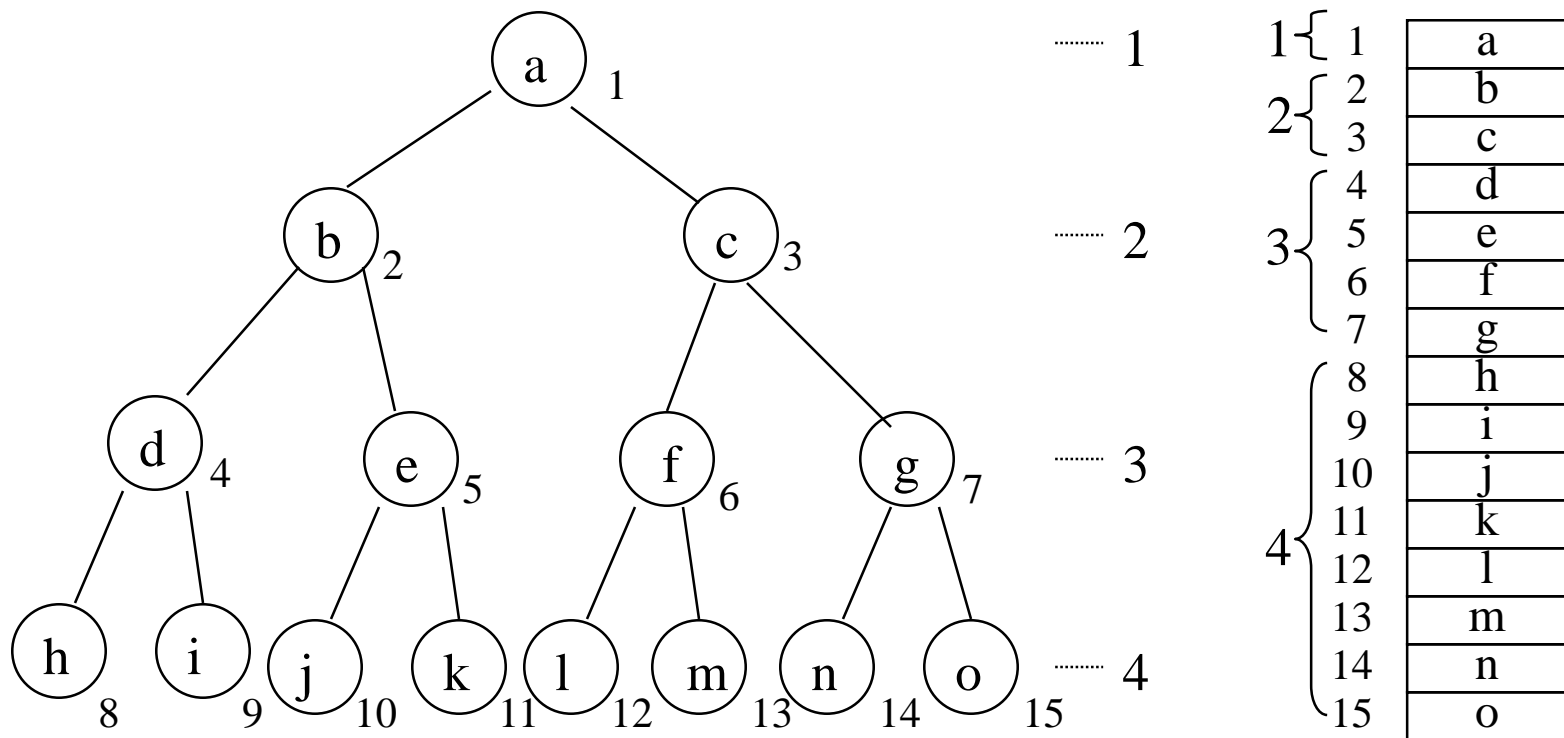 a 1
b 2 c 3
d 4 e 5 f 6 g 7
h 8 i 9 j 10 k 11 l 12 m 13 n 14 o 15
1
2
3
4
1 1 a
2 2 b
3 c
3 4 d
5 e
6 f
7 g
4 8 h
9 i
10 j
11 k
12 l
13 m
14 n
15 o